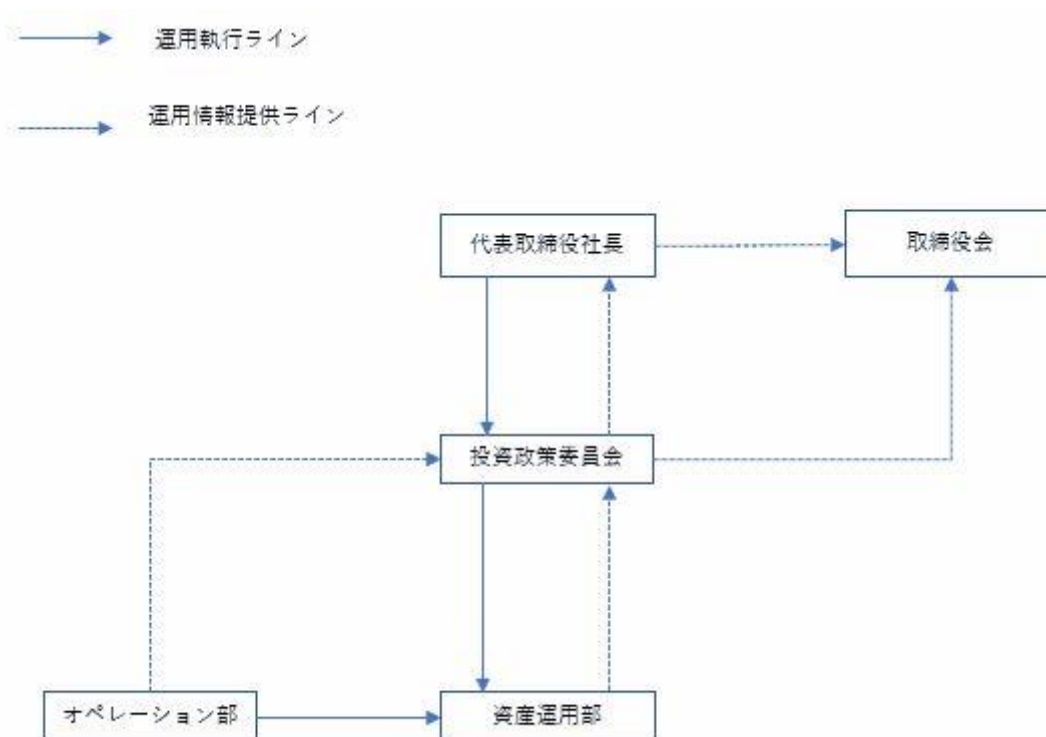 運用執行ライン
運用情報提供ライン
代表取締役社長
取締役会
投資政策委員会
オペレーション部
資産運用部